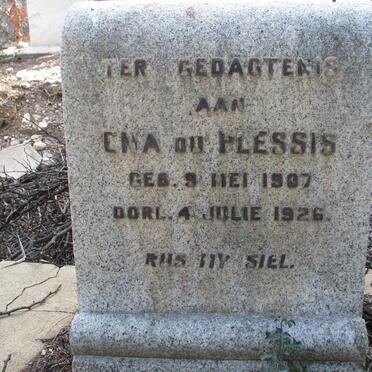 TER GEDAGTENIS
AAN
ENA DU PLESSIS
GEB. 9 MEI 1907
OORL. 4 JULIE 1926.
RUS MY SIEL.